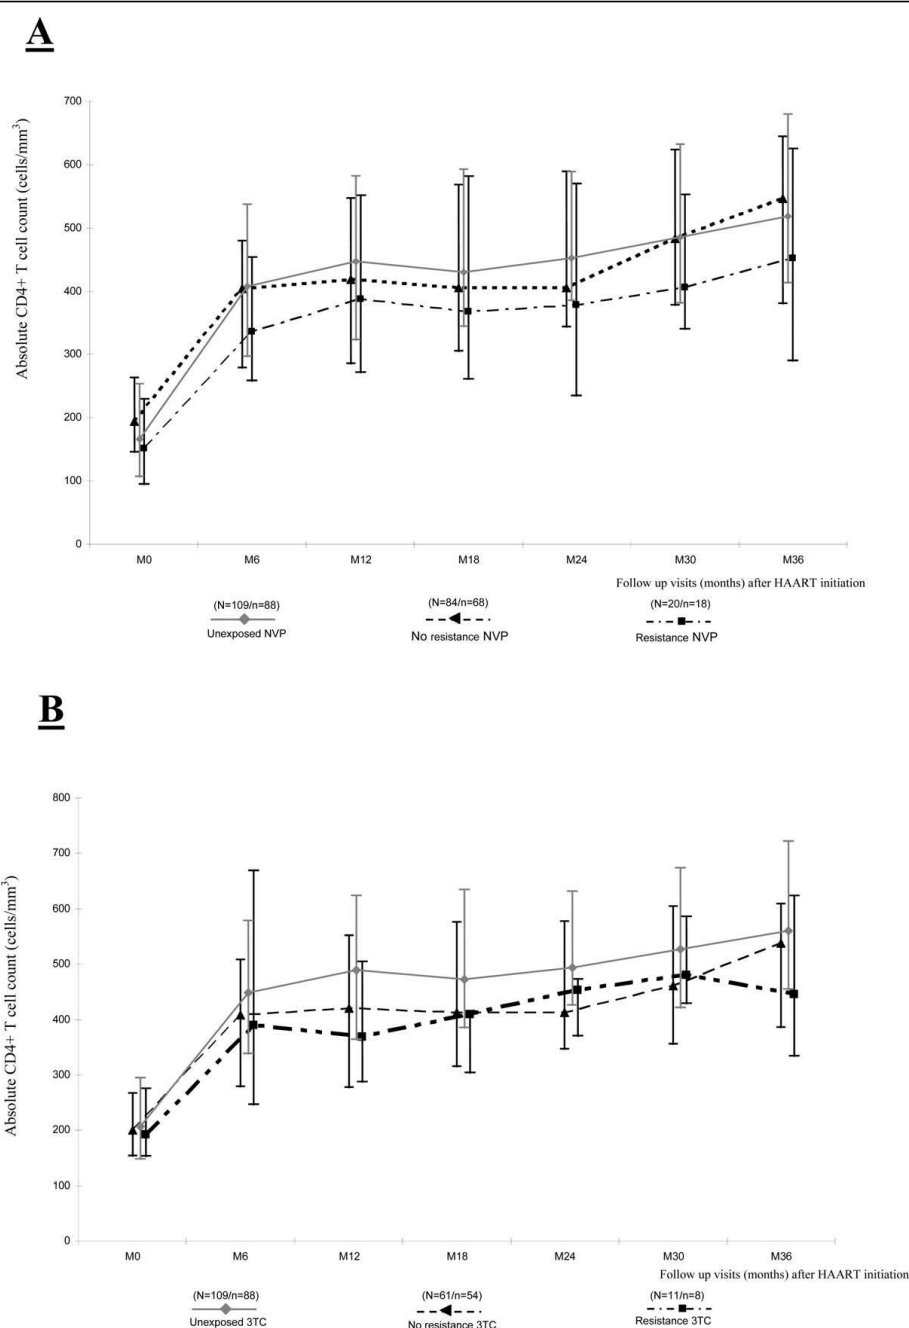 A
Absolute CD4+ T cell count (cells/mm³)
700
600
500
400
300
200
100
0
M0 M6 M12 M18 M24 M30 M36
Follow up visits (months) after HAART initiation
(N=109/n=88) (N=84/n=68) (N=20/n=18)
Unexposed NVP No resistance NVP Resistance NVP
B
Absolute CD4+ T cell count (cells/mm³)
800
700
600
500
400
300
200
100
0
M0 M6 M12 M18 M24 M30 M36
Follow up visits (months) after HAART initiation
(N=109/n=88) (N=61/n=54) (N=11/n=8)
Unexposed 3TC No resistance 3TC Resistance 3TC